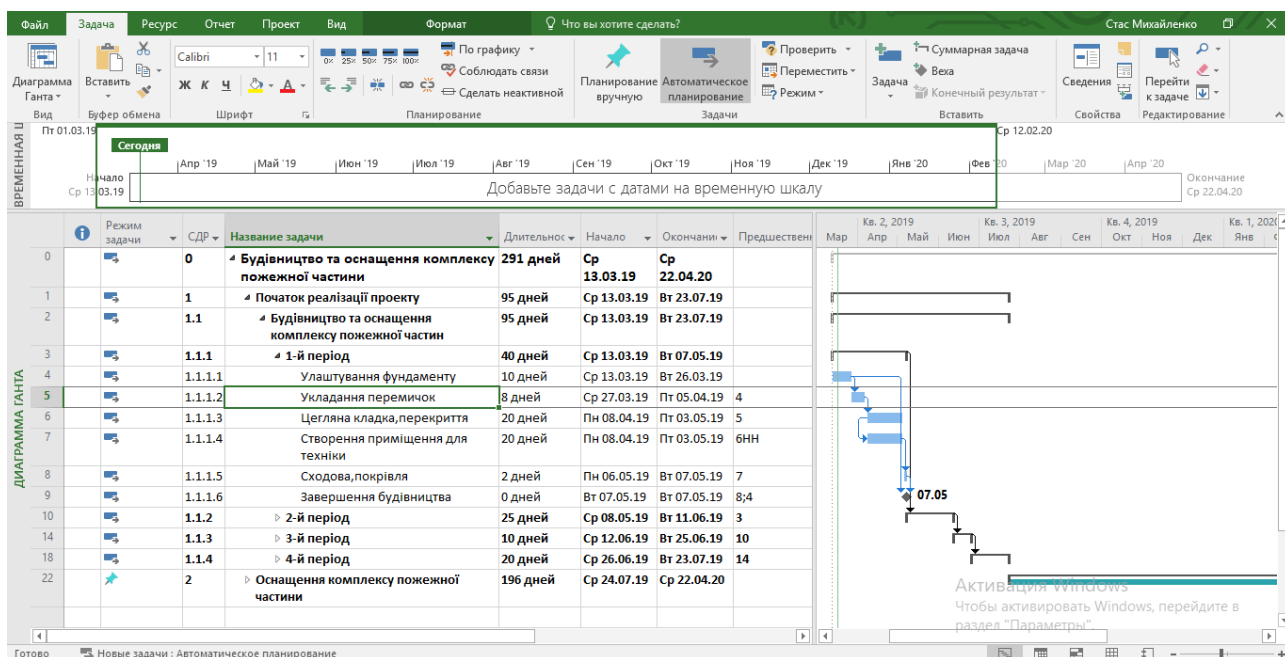 Файл Задача Ресурс Отчет Проект Вид Формат Что вы хотите сделать? Стас Михайленко
Диаграмма Ганта
Вставить
Calibri 11
Ж К Ч
0% 25% 50% 75% 100%
По графику
Соблюдать связи
Сделать неактивной
Планирование вручную
Автоматическое планирование
Проверить
Переместить
Режим
Задача
Суммарная задача
Веха
Конечный результат
Сведения
Перейти к задаче
Вид Буфер обмена Шрифт Планирование Задачи Вставить Свойства Редактирование
Пт 01.03.19 Ср 12.02.20
Сегодня
Апр '19 Май '19 Июн '19 Июл '19 Авг '19 Сен '19 Окт '19 Ноя '19 Дек '19 Янв '20 Фев '20 Мар '20 Апр '20
Начало
Ср 13.03.19
Добавьте задачи с датами на временную шкалу
Окончание
Ср 22.04.20
ДИАГРАММА ГАНТА
Режим задачи СДР Название задачи Длительнос Начало Окончани Предшествен
Кв. 2, 2019 Кв. 3, 2019 Кв. 4, 2019 Кв. 1, 202
Мар Апр Май Июн Июл Авг Сен Окт Ноя Дек Янв
0 0 Будівництво та оснащення комплексу 291 дней Ср Ср
пожежної частини 13.03.19 22.04.20
1 1 Початок реалізації проекту 95 дней Ср 13.03.19 Вт 23.07.19
2 1.1 Будівництво та оснащення 95 дней Ср 13.03.19 Вт 23.07.19
комплексу пожежної частин
3 1.1.1 1-й період 40 дней Ср 13.03.19 Вт 07.05.19
4 1.1.1.1 Улаштування фундаменту 10 дней Ср 13.03.19 Вт 26.03.19
5 1.1.1.2 Укладання перемичок 8 дней Ср 27.03.19 Пт 05.04.19 4
6 1.1.1.3 Цегляна кладка,перекриття 20 дней Пн 08.04.19 Пт 03.05.19 5
7 1.1.1.4 Створення приміщення для 20 дней Пн 08.04.19 Пт 03.05.19 6НН
техніки
8 1.1.1.5 Сходова,покрівля 2 дней Пн 06.05.19 Вт 07.05.19 7
9 1.1.1.6 Завершення будівництва 0 дней Вт 07.05.19 Вт 07.05.19 8;4 07.05
10 1.1.2 2-й період 25 дней Ср 08.05.19 Вт 11.06.19 3
14 1.1.3 3-й період 10 дней Ср 12.06.19 Вт 25.06.19 10
18 1.1.4 4-й період 20 дней Ср 26.06.19 Вт 23.07.19 14
22 2 Оснащення комплексу пожежної 196 дней Ср 24.07.19 Ср 22.04.20
частини
Активация Windows
Чтобы активировать Windows, перейдите в
раздел "Параметры".
Готово Новые задачи : Автоматическое планирование